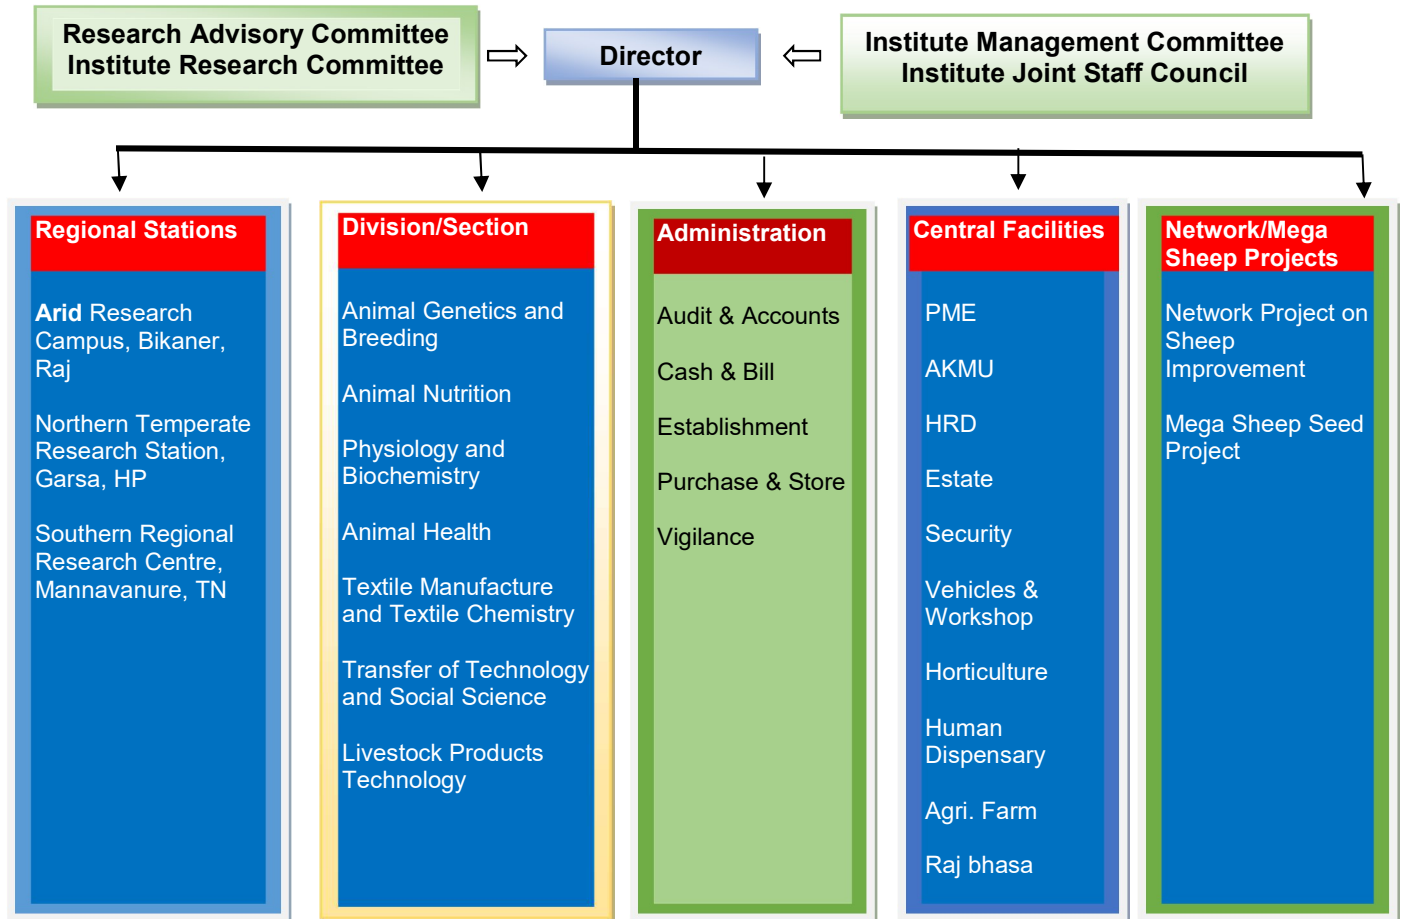 Research Advisory Committee
Institute Research Committee
Director
Institute Management Committee
Institute Joint Staff Council
Regional Stations
Arid Research
Campus, Bikaner,
Raj
Northern Temperate
Research Station,
Garsa, HP
Southern Regional
Research Centre,
Mannavanure, TN
Division/Section
Animal Genetics and
Breeding
Animal Nutrition
Physiology and
Biochemistry
Animal Health
Textile Manufacture
and Textile Chemistry
Transfer of Technology
and Social Science
Livestock Products
Technology
Administration
Audit & Accounts
Cash & Bill
Establishment
Purchase & Store
Vigilance
Central Facilities
PME
AKMU
HRD
Estate
Security
Vehicles &
Workshop
Horticulture
Human
Dispensary
Agri. Farm
Raj bhasa
Network/Mega
Sheep Projects
Network Project on
Sheep
Improvement
Mega Sheep Seed
Project